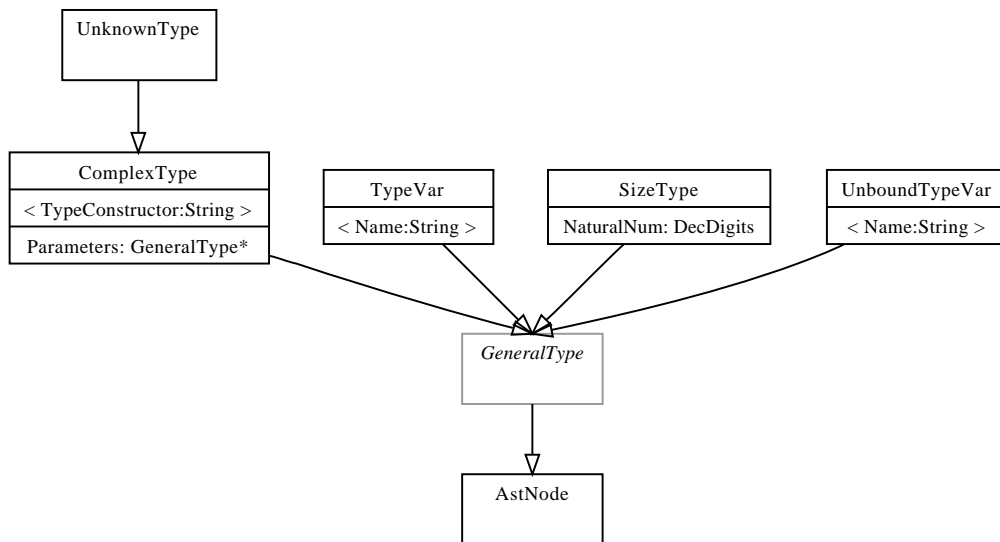 UnknownType
ComplexType
< TypeConstructor:String >
Parameters: GeneralType*
TypeVar
< Name:String >
SizeType
NaturalNum: DecDigits
UnboundTypeVar
< Name:String >
GeneralType
AstNode